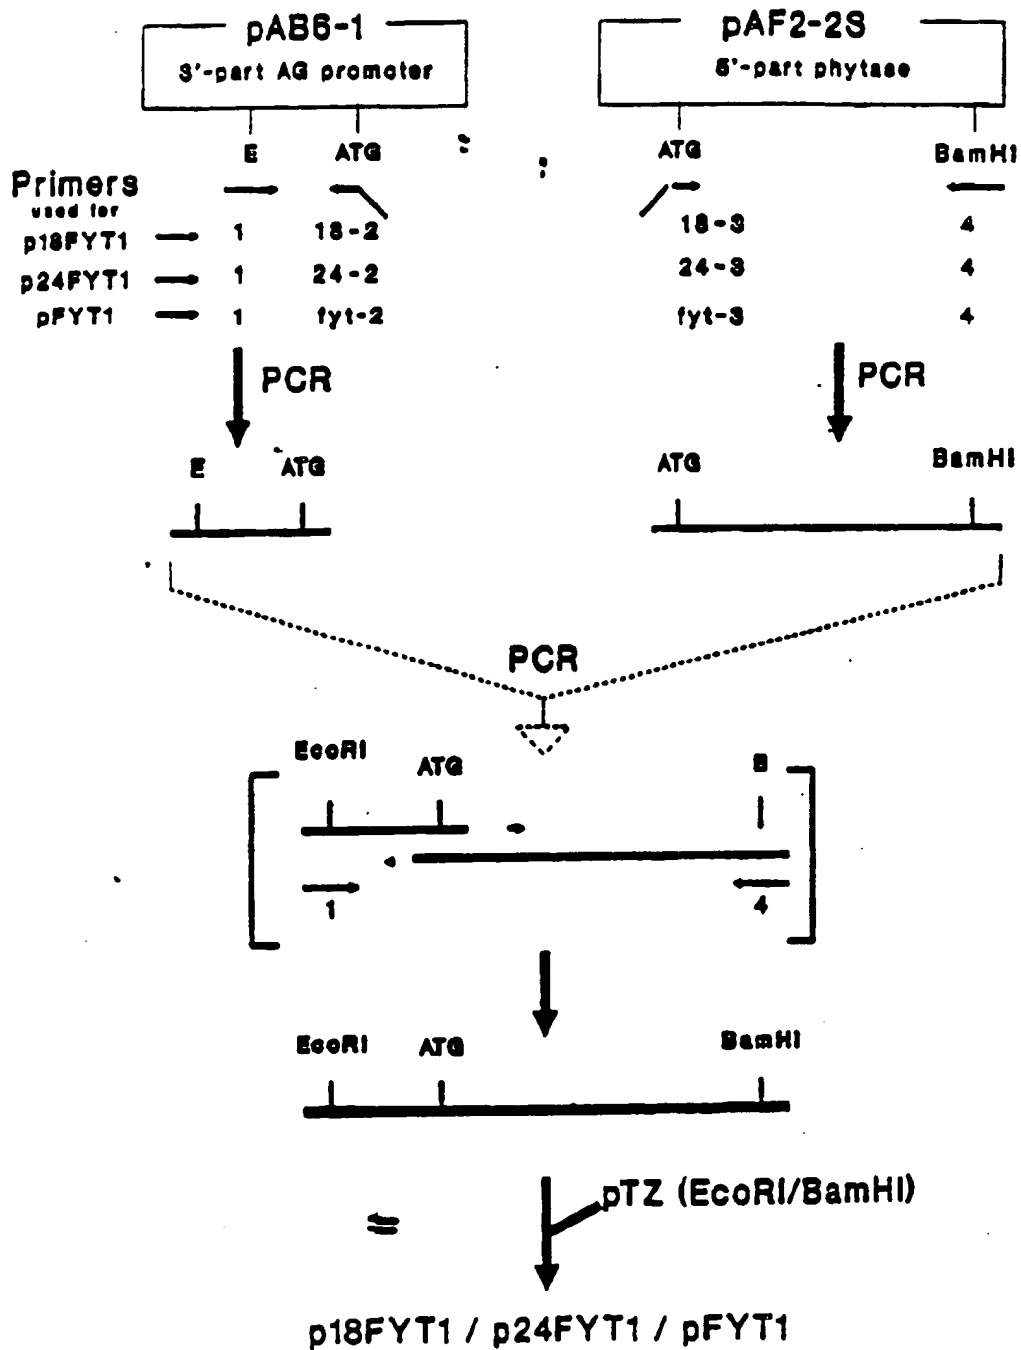 pAB6-1
3'-part AG promoter
pAF2-2S
5'-part phytase
E ATG
ATG BamHI
Primers
used for
p18FYT1 1 18-2 18-3 4
p24FYT1 1 24-2 24-3 4
pFYT1 1 fyt-2 fyt-3 4
PCR PCR
E ATG ATG BamHI
PCR
EcoRI ATG B
1 4
EcoRI ATG BamHI
pTZ (EcoRI/BamHI)
p18FYT1 / p24FYT1 / pFYT1